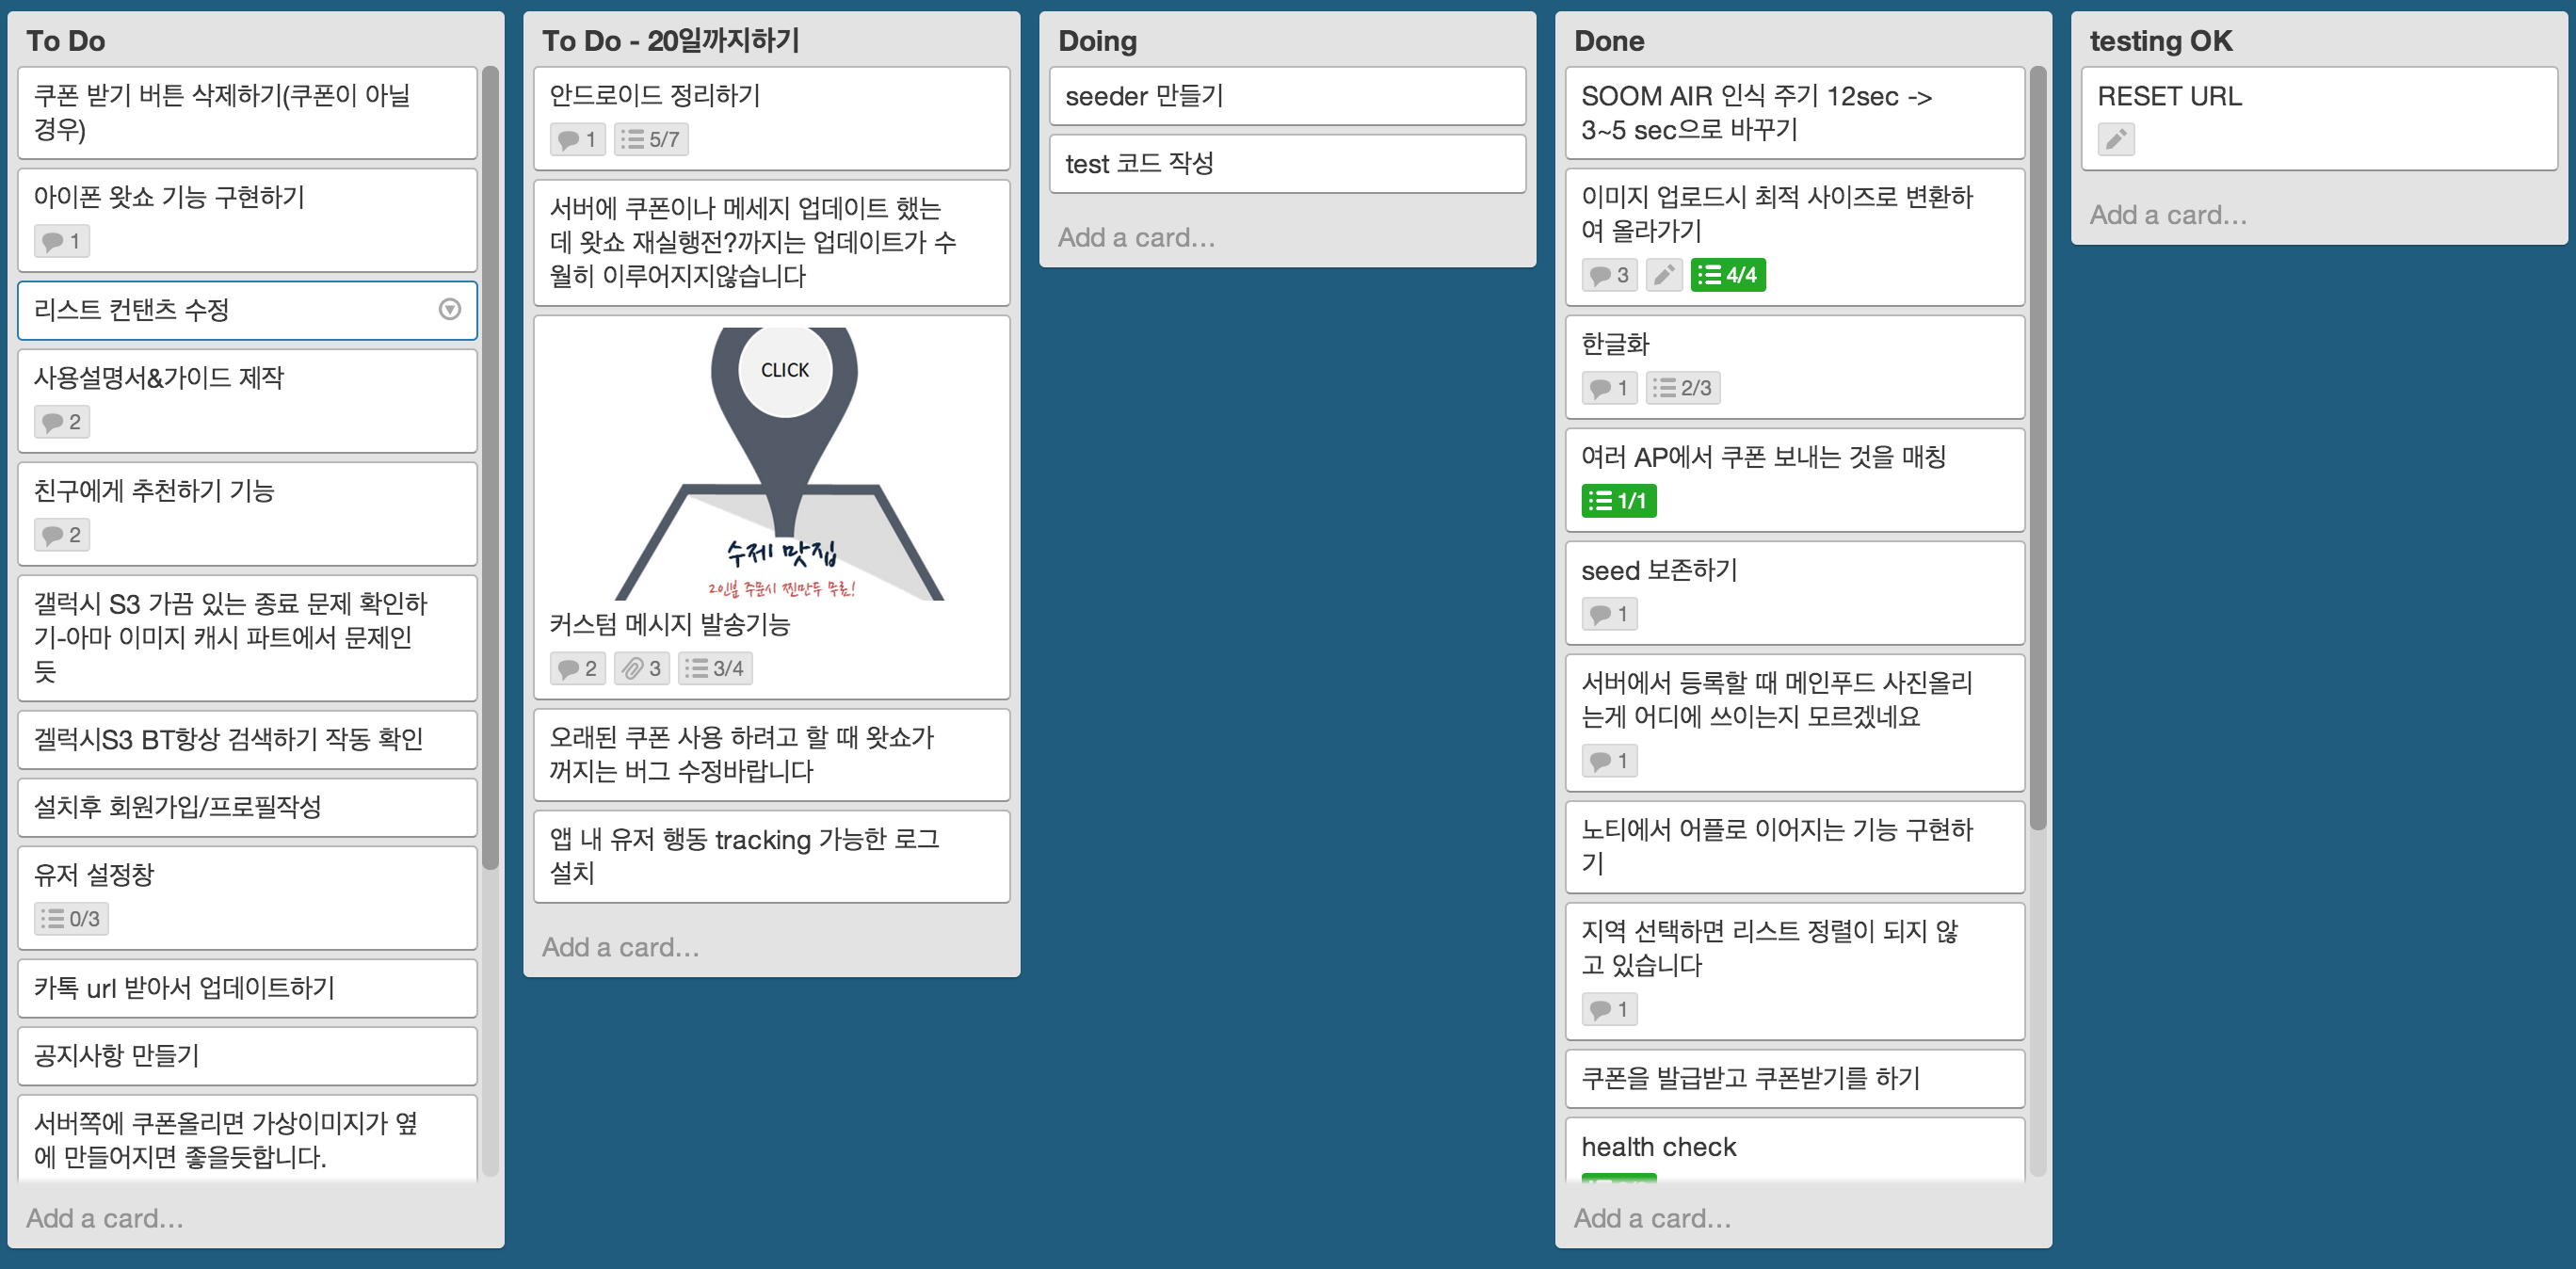 To Do
쿠폰 받기 버튼 삭제하기(쿠폰이 아닐
경우)
아이폰 왓쇼 기능 구현하기
1
리스트 컨탠츠 수정
사용설명서&가이드 제작
2
친구에게 추천하기 기능
2
갤럭시 S3 가끔 있는 종료 문제 확인하
기-아마 이미지 캐시 파트에서 문제인
듯
겔럭시S3 BT항상 검색하기 작동 확인
설치후 회원가입/프로필작성
유저 설정창
0/3
카톡 url 받아서 업데이트하기
공지사항 만들기
서버쪽에 쿠폰올리면 가상이미지가 옆
에 만들어지면 좋을듯합니다.
Add a card...
To Do - 20일까지하기
안드로이드 정리하기
1 5/7
서버에 쿠폰이나 메세지 업데이트 했는
데 왓쇼 재실행전?까지는 업데이트가 수
월히 이루어지지않습니다
CLICK
수제 맛집
2인분 주문시 찐만두 무료!
커스텀 메시지 발송기능
2 3 3/4
오래된 쿠폰 사용 하려고 할 때 왓쇼가
꺼지는 버그 수정바랍니다
앱 내 유저 행동 tracking 가능한 로그
설치
Add a card...
Doing
seeder 만들기
test 코드 작성
Add a card...
Done
SOOM AIR 인식 주기 12sec ->
3~5 sec으로 바꾸기
이미지 업로드시 최적 사이즈로 변환하
여 올라가기
3 4/4
한글화
1 2/3
여러 AP에서 쿠폰 보내는 것을 매칭
1/1
seed 보존하기
1
서버에서 등록할 때 메인푸드 사진올리
는게 어디에 쓰이는지 모르겠네요
1
노티에서 어플로 이어지는 기능 구현하
기
지역 선택하면 리스트 정렬이 되지 않
고 있습니다
1
쿠폰을 발급받고 쿠폰받기를 하기
health check
Add a card...
testing OK
RESET URL
Add a card...